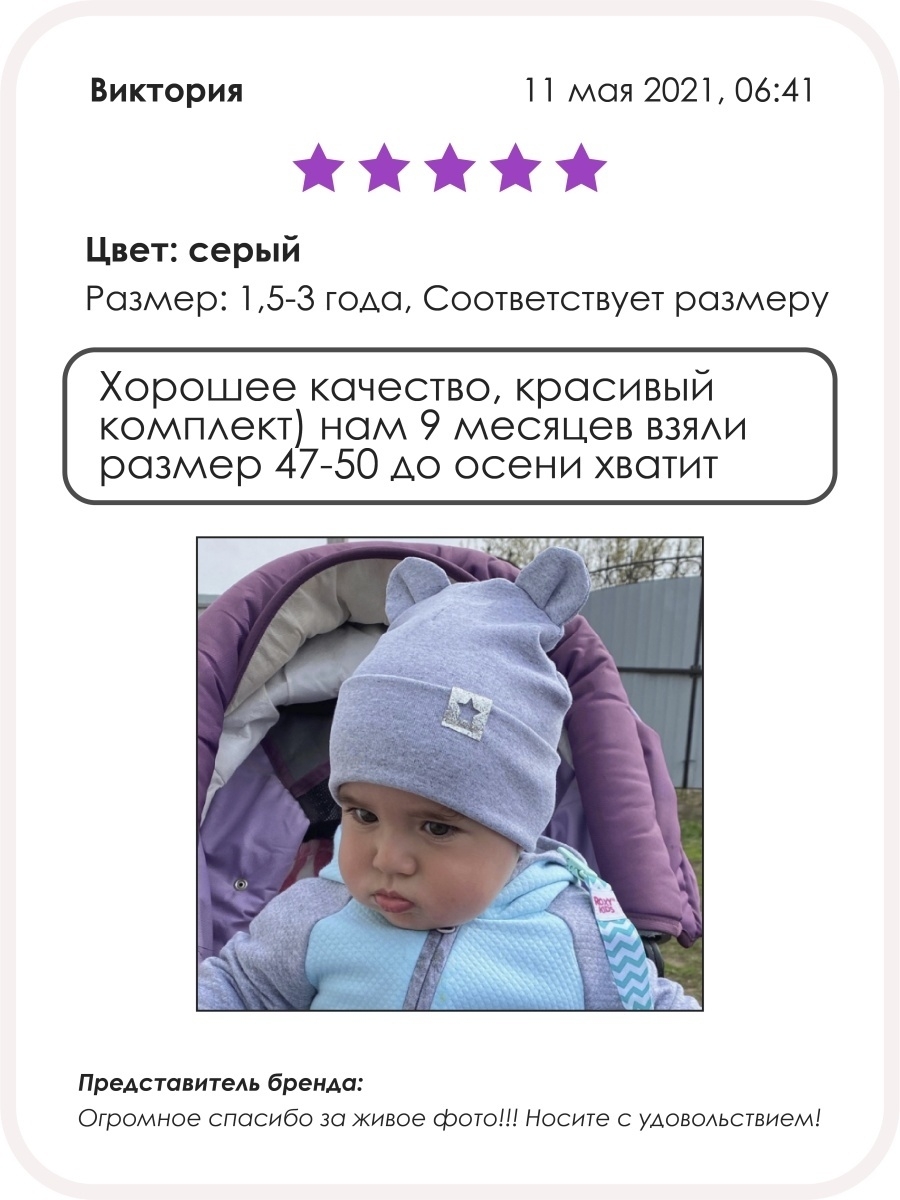 Виктория 11 мая 2021, 06:41
Цвет: серый
Размер: 1,5-3 года, Соответствует размеру
Хорошее качество, красивый
комплект) нам 9 месяцев взяли
размер 47-50 до осени хватит
ROXY
KIDS
Представитель бренда:
Огромное спасибо за живое фото!!! Носите с удовольствием!